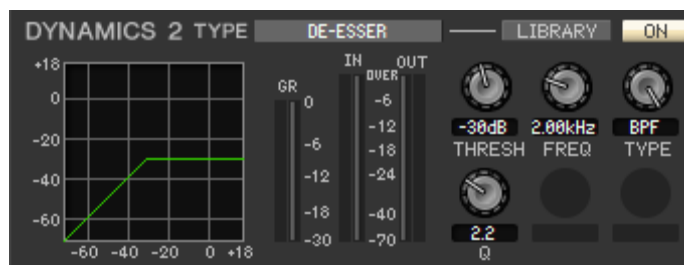 DYNAMICS 2 TYPE DE-ESSER LIBRARY ON
IN OUT
OVER
GR
+18
0
-20
-40
-60
-60 -40 -20 0 +18
0
-6
-12
-18
-30
-6
-12
-18
-24
-40
-70
-30dB 2.00kHz BPF
THRESH FREQ TYPE
2.2
Q